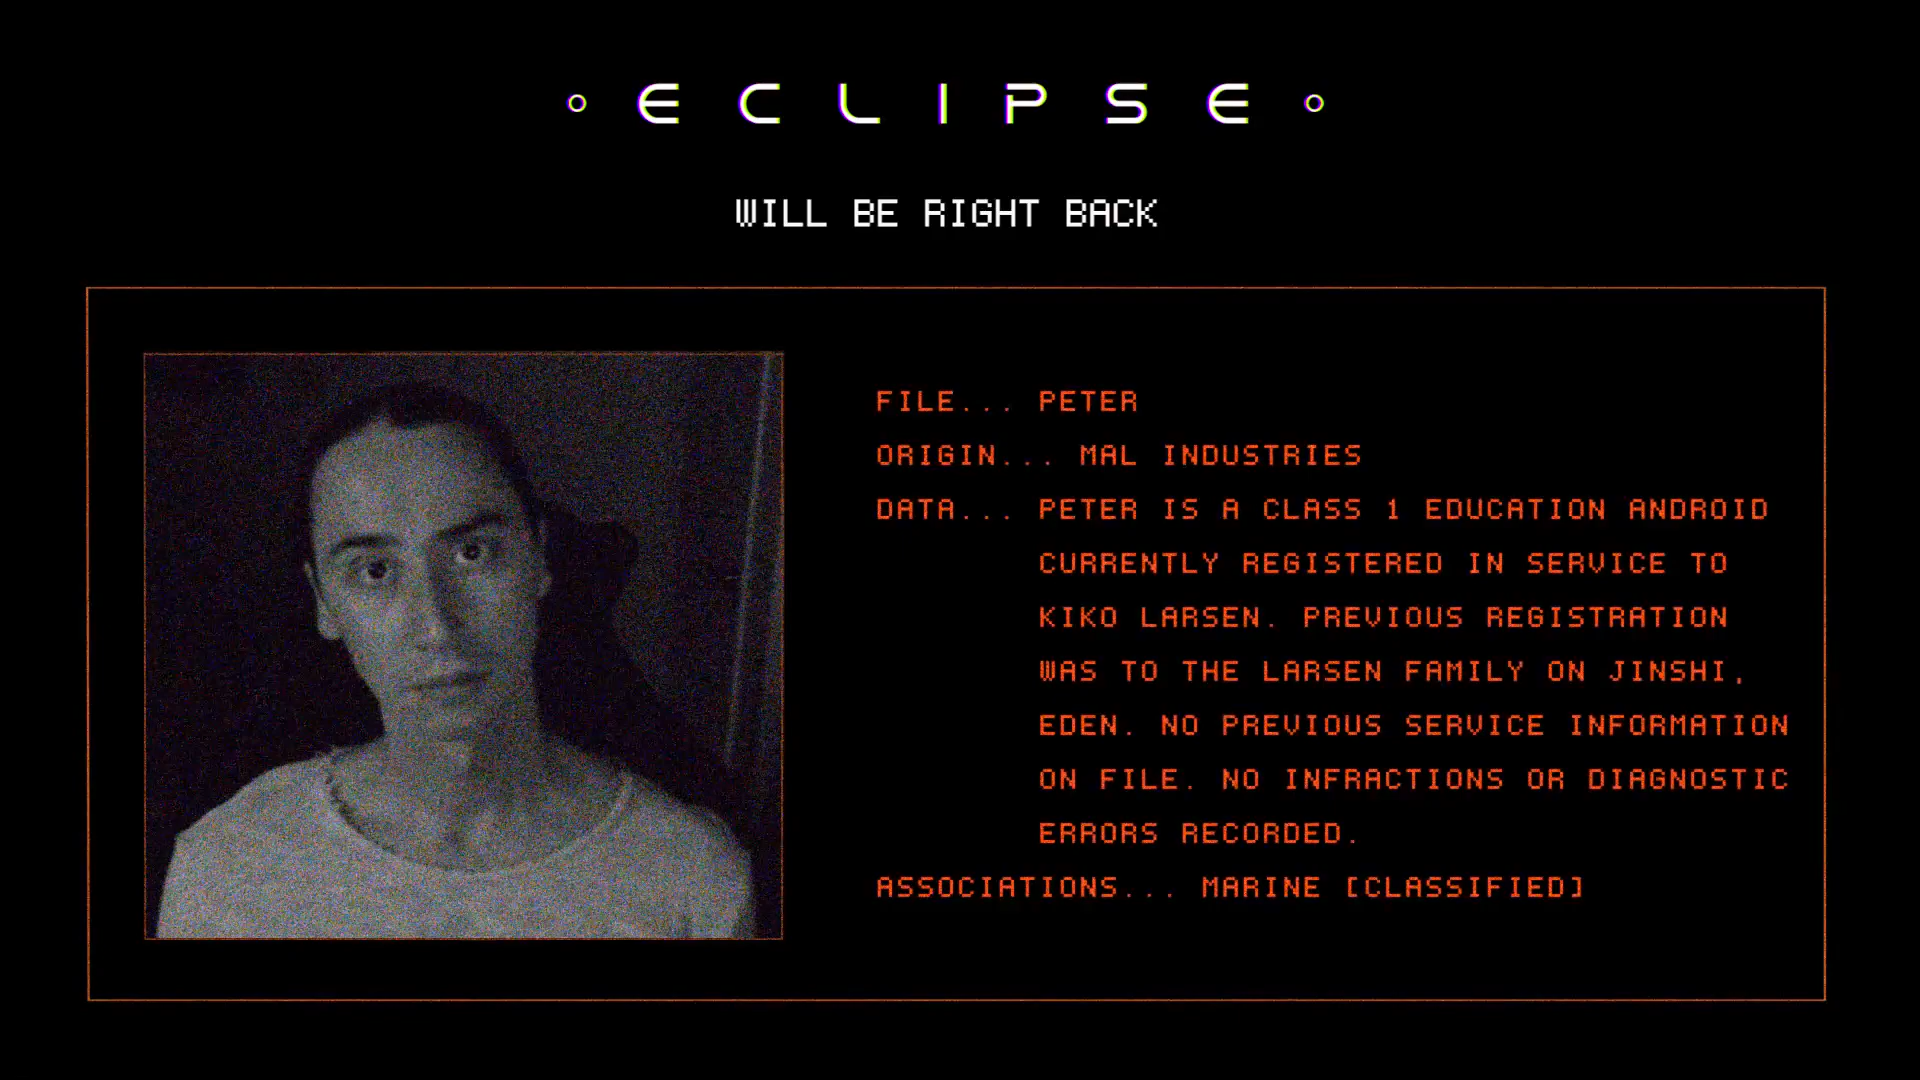 ◦ECLIPSE◦
WILL BE RIGHT BACK
FILE... PETER
ORIGIN... MAL INDUSTRIES
DATA... PETER IS A CLASS 1 EDUCATION ANDROID
CURRENTLY REGISTERED IN SERVICE TO
KIKO LARSEN. PREVIOUS REGISTRATION
WAS TO THE LARSEN FAMILY ON JINSHI,
EDEN. NO PREVIOUS SERVICE INFORMATION
ON FILE. NO INFRACTIONS OR DIAGNOSTIC
ERRORS RECORDED.
ASSOCIATIONS... MARINE [CLASSIFIED]